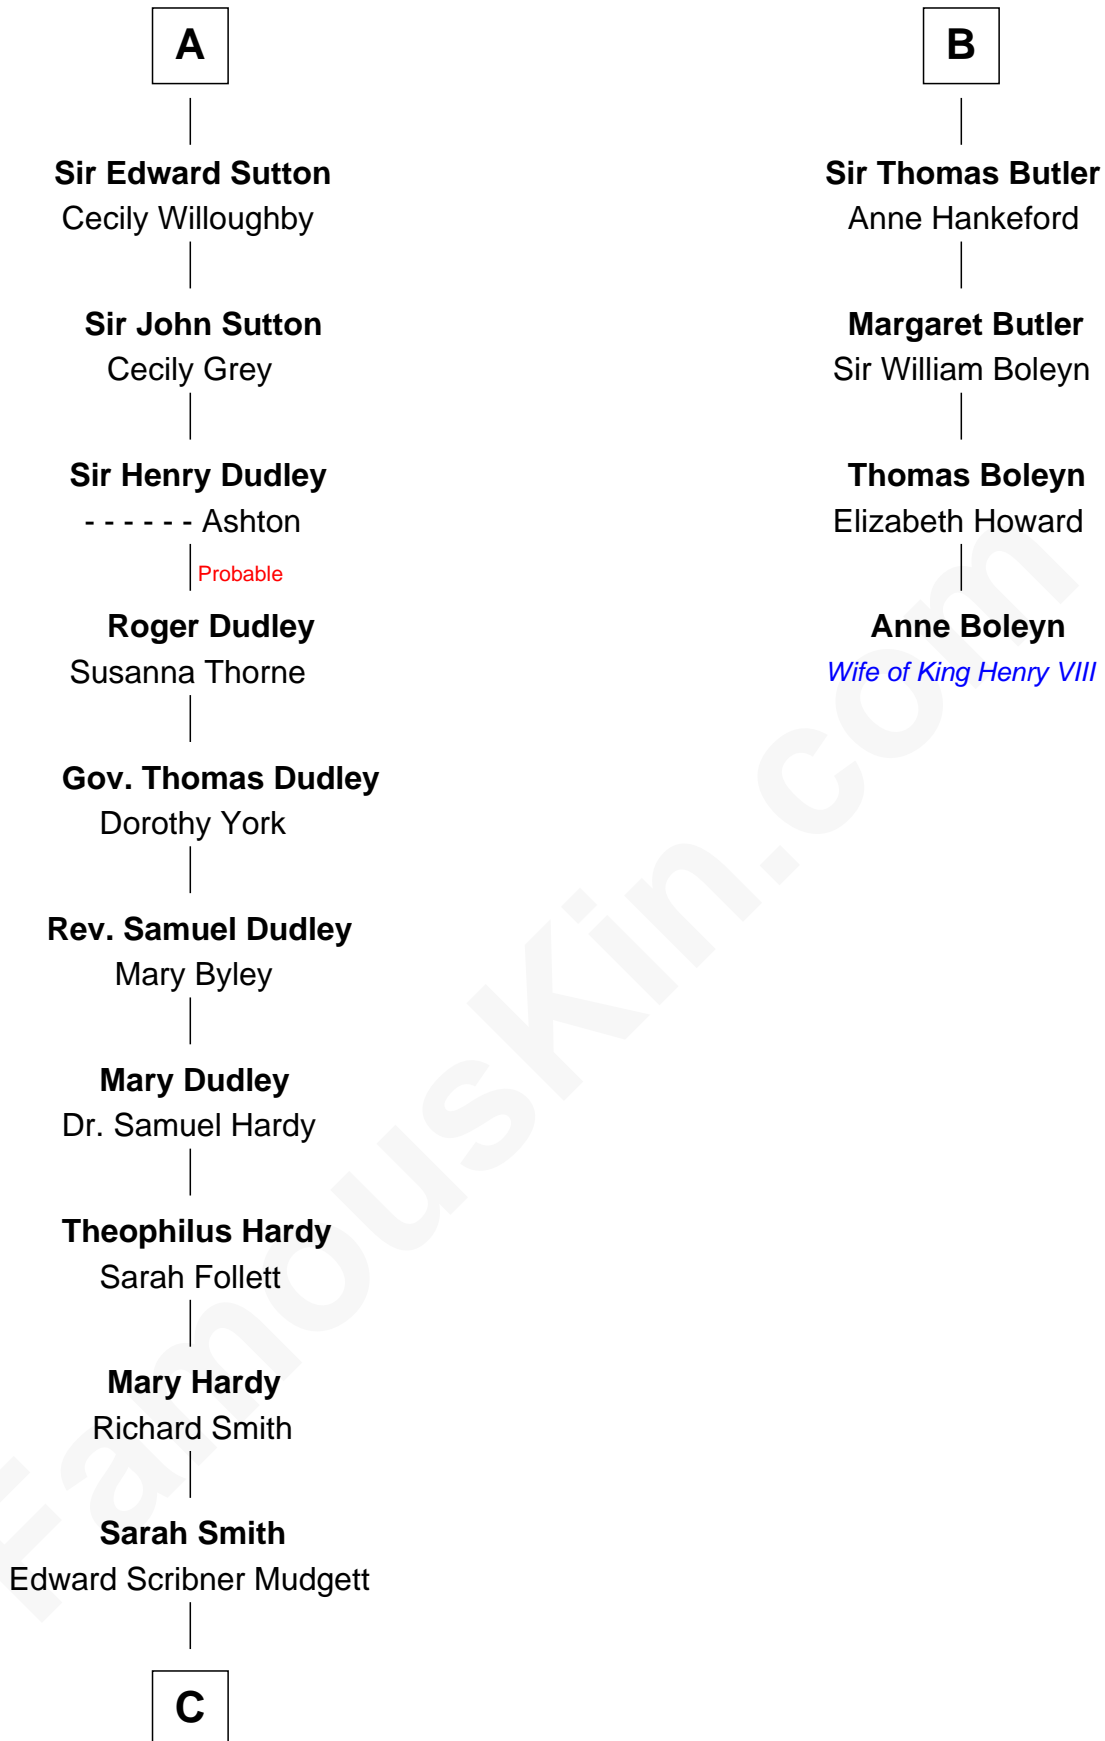 A
Sir Edward Sutton
Cecily Willoughby
Sir John Sutton
Cecily Grey
Sir Henry Dudley
- - - - - - Ashton
Probable
Roger Dudley
Susanna Thorne
Gov. Thomas Dudley
Dorothy York
Rev. Samuel Dudley
Mary Byley
Mary Dudley
Dr. Samuel Hardy
Theophilus Hardy
Sarah Follett
Mary Hardy
Richard Smith
Sarah Smith
Edward Scribner Mudgett
C
B
Sir Thomas Butler
Anne Hankeford
Margaret Butler
Sir William Boleyn
Thomas Boleyn
Elizabeth Howard
Anne Boleyn
Wife of King Henry VIII
FamousKin.com